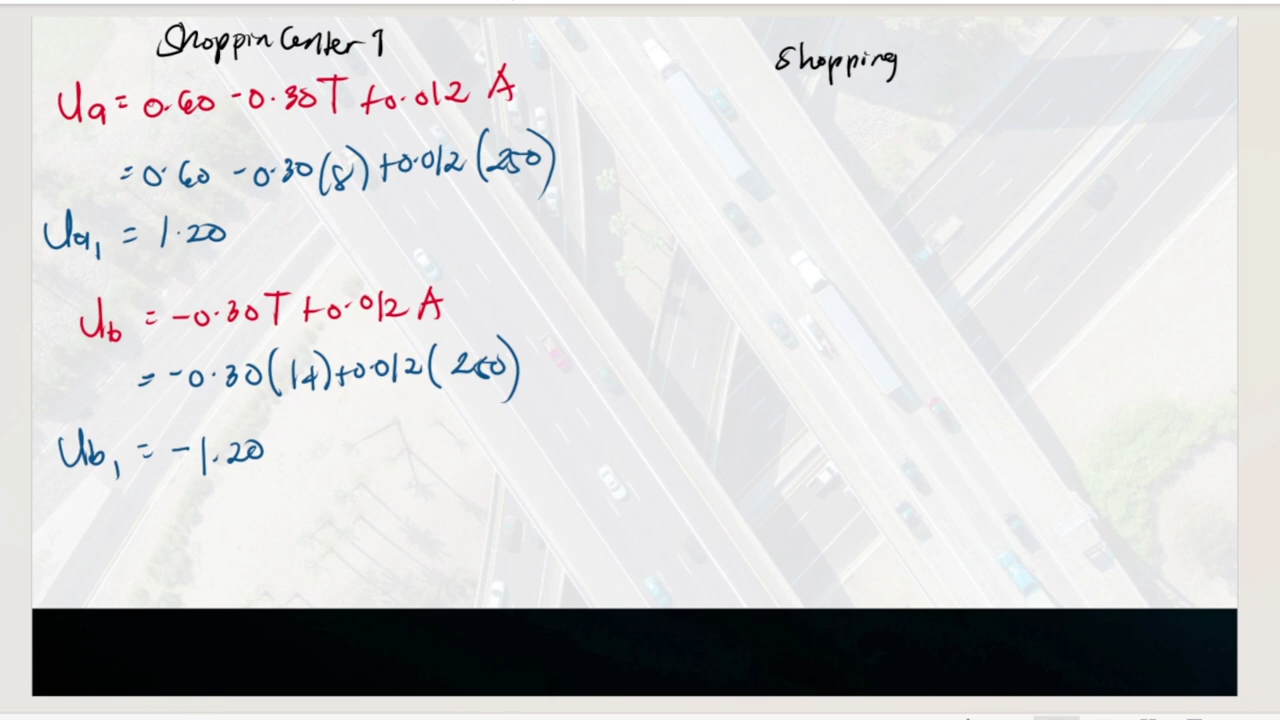 Shoppin Center 1
Shopping
Ua = 0.60 - 0.30T + 0.012 A
= 0.60 - 0.30(8) + 0.012 (250)
Ua1 = 1.20
Ub = -0.30T + 0.012 A
= -0.30(14) + 0.012 (250)
Ub1 = -1.20